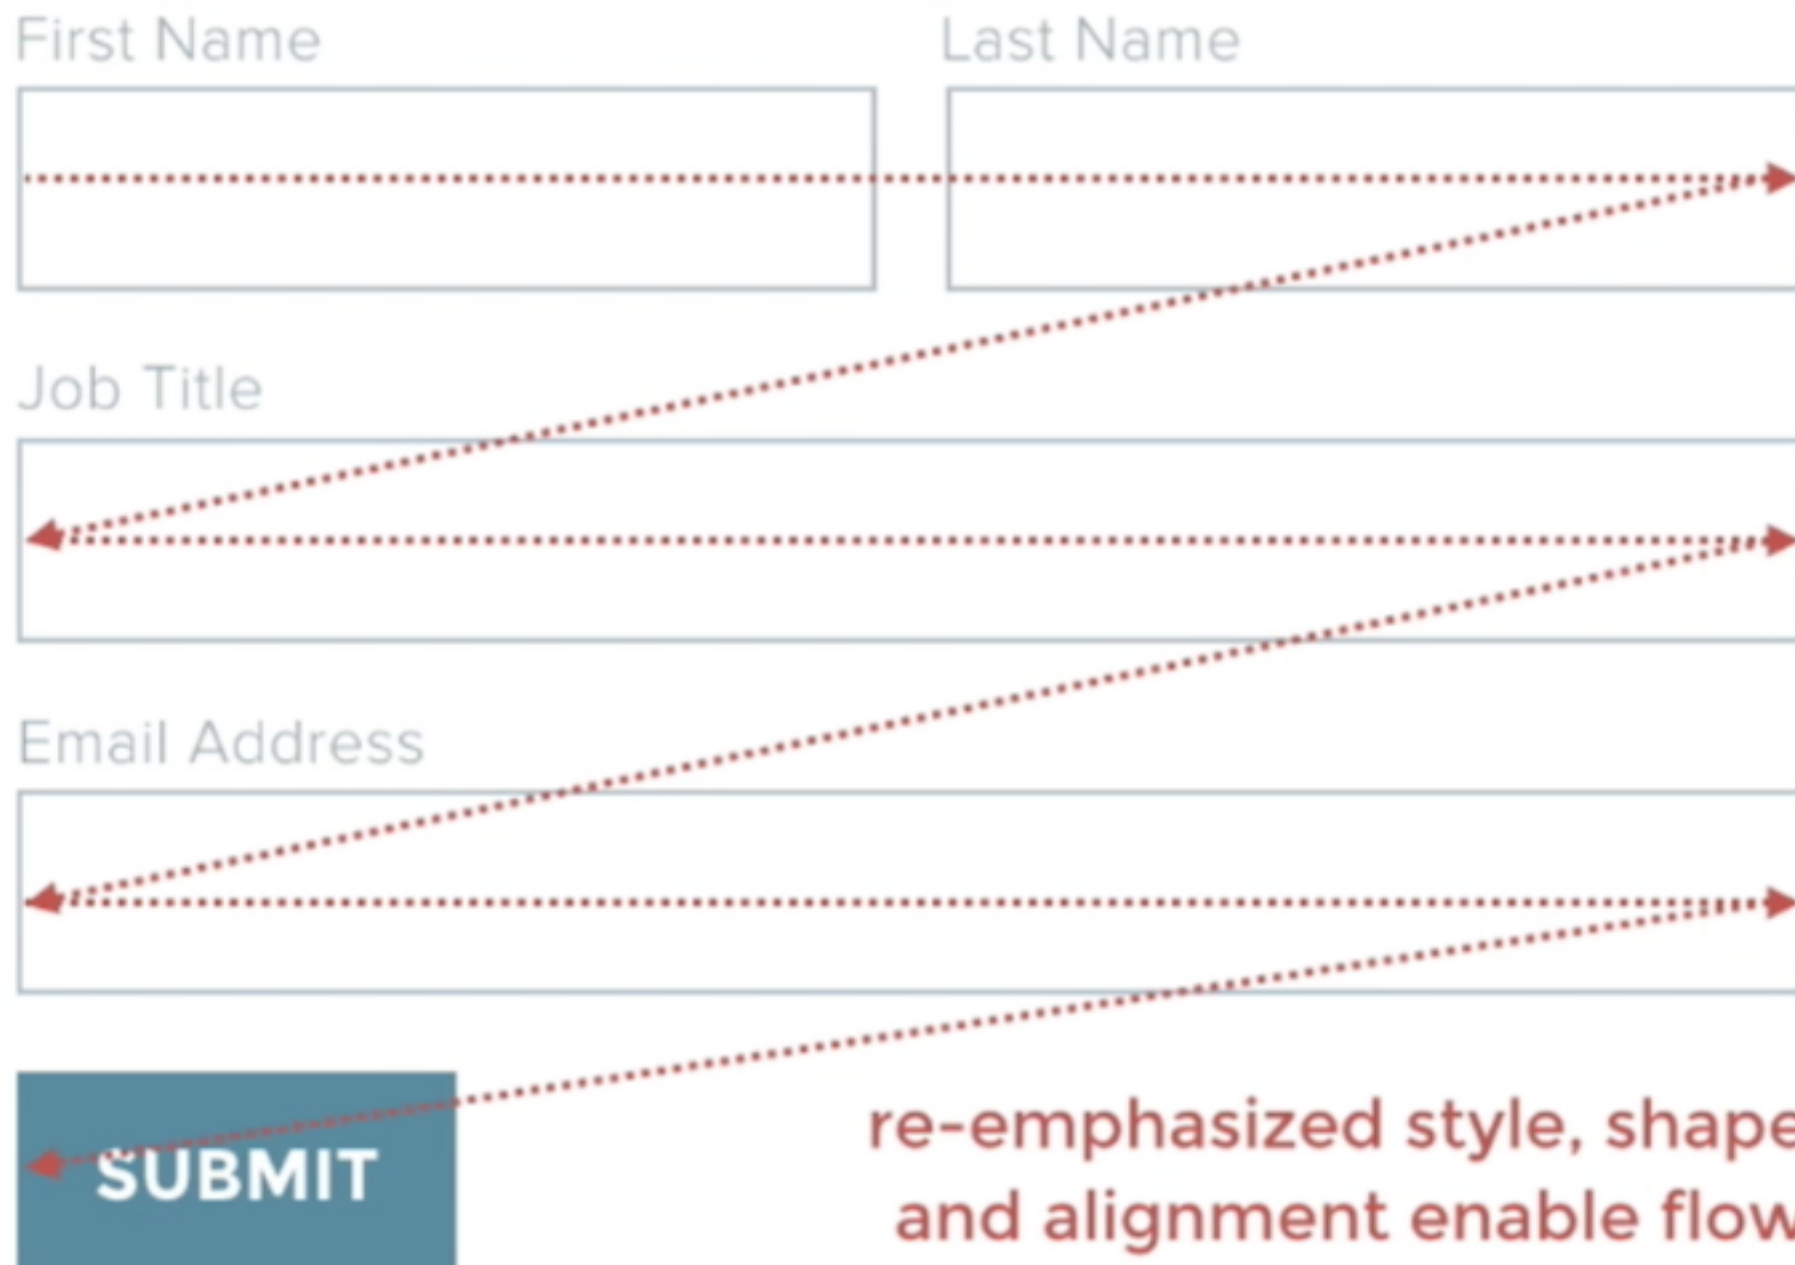 First Name
Last Name
Job Title
Email Address
SUBMIT
re-emphasized style, shape
and alignment enable flow